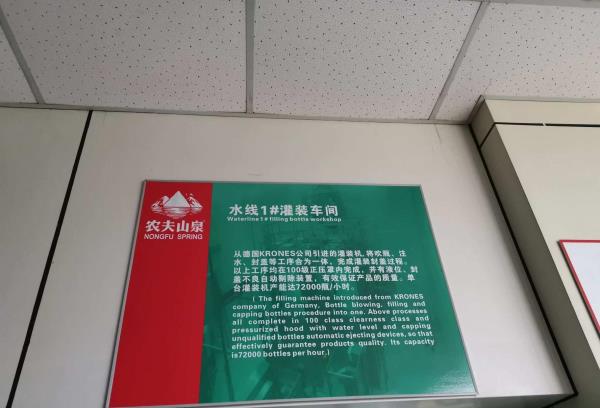 农夫山泉
NONGFU SPRING
水线1#灌装车间
Waterline 1# filling bottle workshop
从德国KRONES公司引进的灌装机,将吹瓶、注
水、封盖等工序合为一体,完成灌装封盖过程。
以上工序均在100级正压罩内完成,并有液位、封
盖不良自动剔除装置,有效保证产品的质量。单
台灌装机产能达72000瓶/小时。
( The filling machine introduced from KRONES
company of Germany, Bottle blowing, filling and
capping bottles procedure into one. Above processes
all complete in 100 class clearness class and
pressurized hood with water level and capping
unqualified bottles automatic ejecting devices, so that
effectively guarantee products quality. Its capacity
is72000 bottles per hour.)